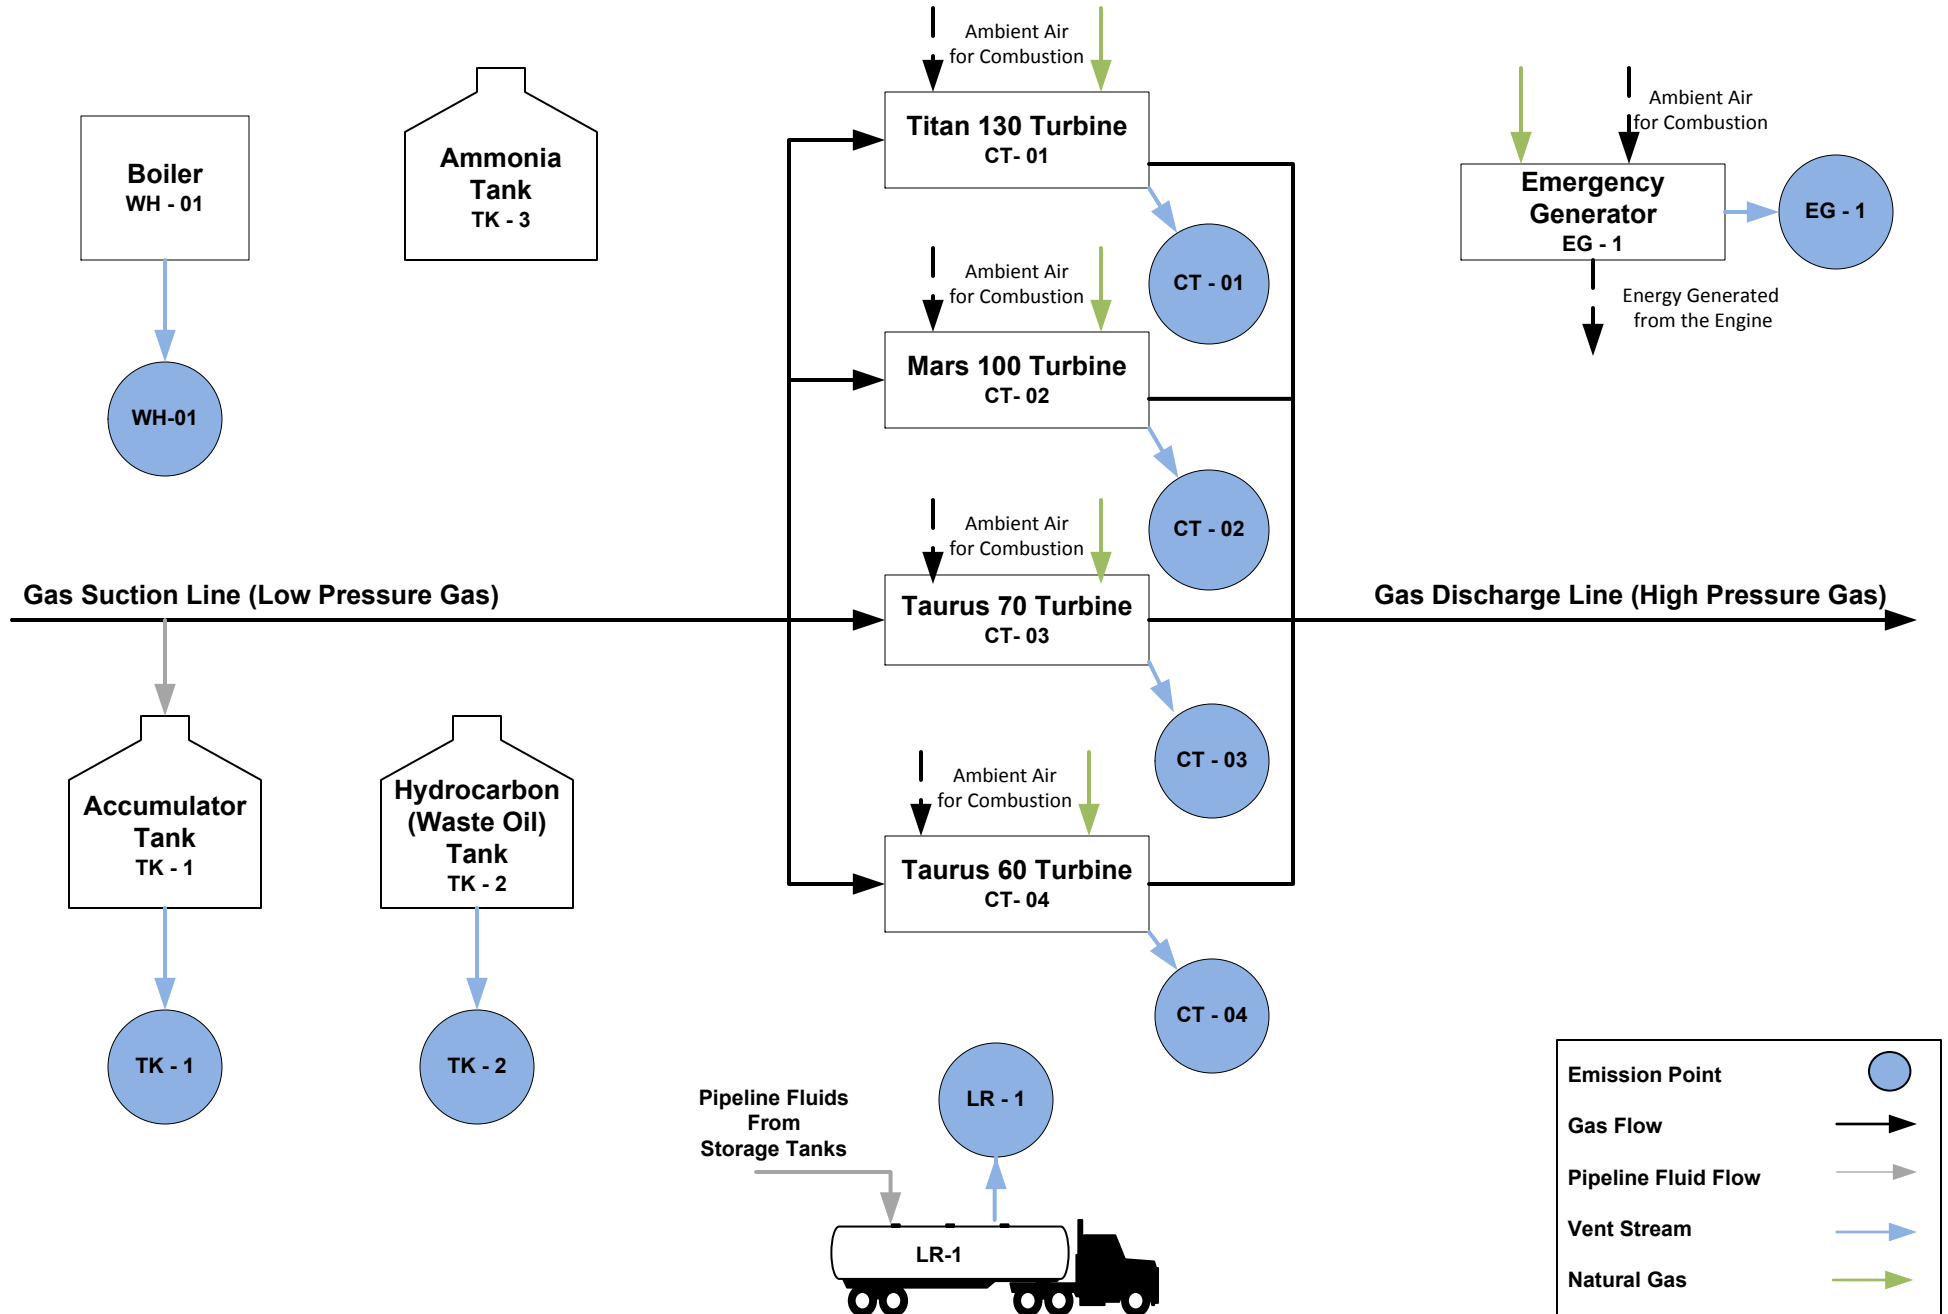 Ambient Air
for Combustion
Titan 130 Turbine
CT- 01
CT - 01
Ambient Air
for Combustion
Emergency
Generator
EG - 1
EG - 1
Energy Generated
from the Engine
Boiler
WH - 01
WH-01
Ammonia
Tank
TK - 3
Ambient Air
for Combustion
Mars 100 Turbine
CT- 02
CT - 02
Ambient Air
for Combustion
Gas Suction Line (Low Pressure Gas)
Taurus 70 Turbine
CT- 03
CT - 03
Gas Discharge Line (High Pressure Gas)
Accumulator
Tank
TK - 1
TK - 1
Hydrocarbon
(Waste Oil)
Tank
TK - 2
TK - 2
Ambient Air
for Combustion
Taurus 60 Turbine
CT- 04
CT - 04
Pipeline Fluids
From
Storage Tanks
LR - 1
LR-1
Emission Point
Gas Flow
Pipeline Fluid Flow
Vent Stream
Natural Gas